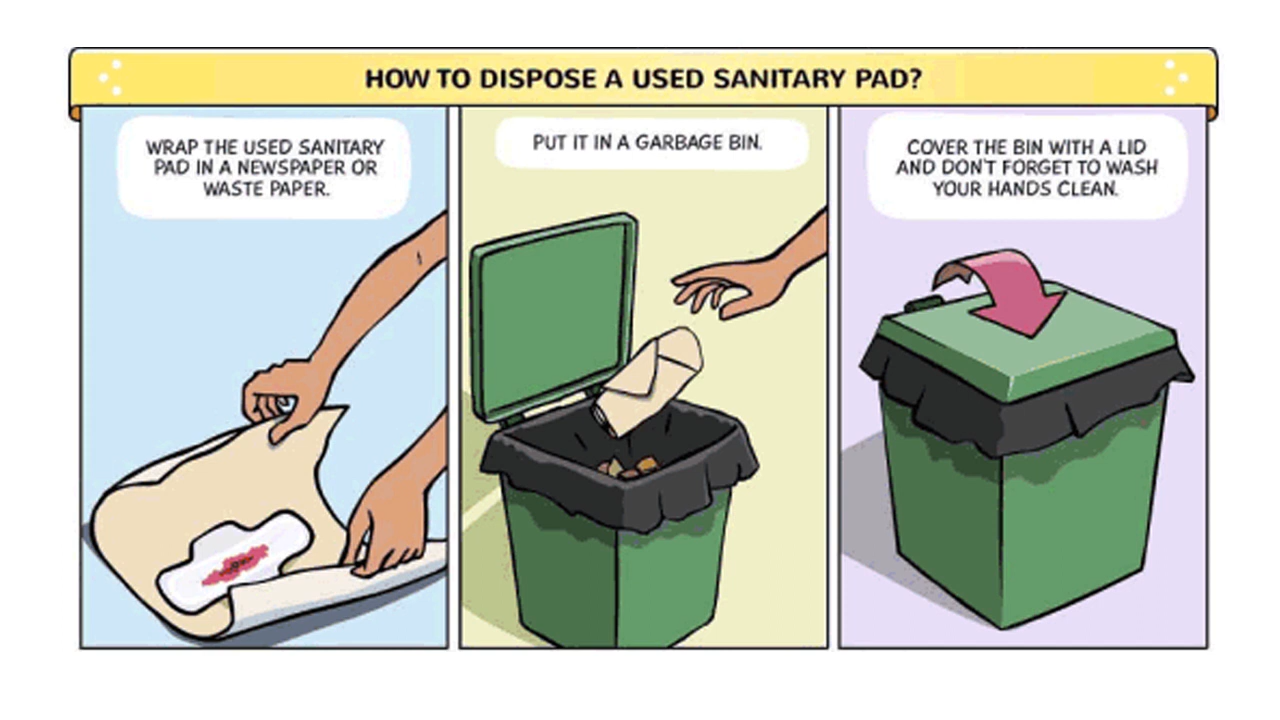 HOW TO DISPOSE A USED SANITARY PAD?
WRAP THE USED SANITARY
PAD IN A NEWSPAPER OR
WASTE PAPER.
PUT IT IN A GARBAGE BIN.
COVER THE BIN WITH A LID
AND DON'T FORGET TO WASH
YOUR HANDS CLEAN.